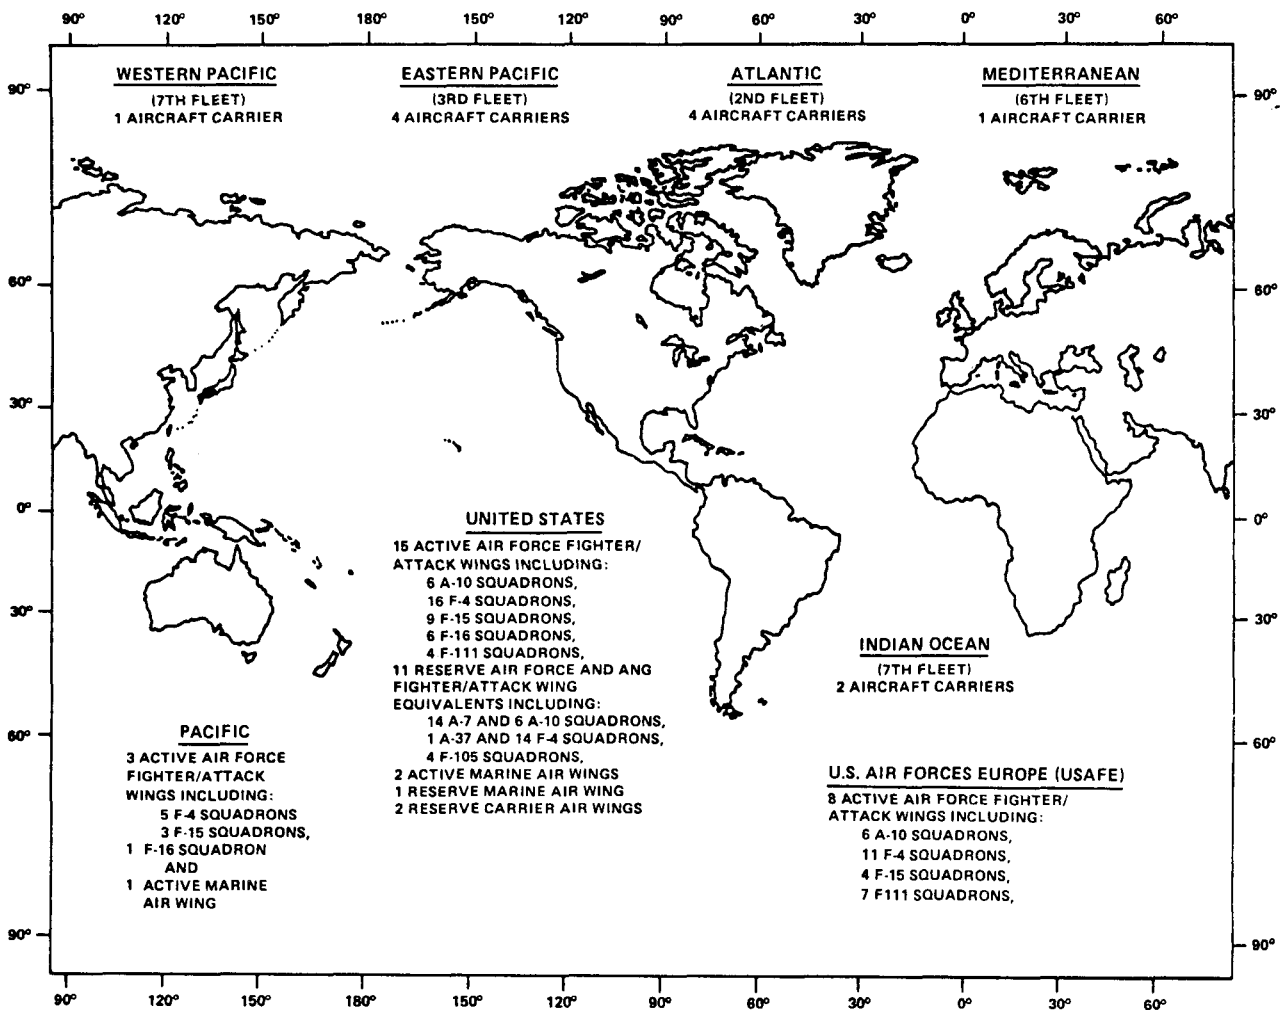 90° 120° 150° 180° 150° 120° 90° 60° 30° 0° 30° 60°
WESTERN PACIFIC
(7TH FLEET)
1 AIRCRAFT CARRIER
EASTERN PACIFIC
(3RD FLEET)
4 AIRCRAFT CARRIERS
ATLANTIC
(2ND FLEET)
4 AIRCRAFT CARRIERS
MEDITERRANEAN
(6TH FLEET)
1 AIRCRAFT CARRIER
90°
60°
30°
0°
30°
60°
90°
90°
60°
30°
0°
30°
60°
90°
UNITED STATES
15 ACTIVE AIR FORCE FIGHTER/
ATTACK WINGS INCLUDING:
6 A-10 SQUADRONS,
16 F-4 SQUADRONS,
9 F-15 SQUADRONS,
6 F-16 SQUADRONS,
4 F-111 SQUADRONS,
11 RESERVE AIR FORCE AND ANG
FIGHTER/ATTACK WING
EQUIVALENTS INCLUDING:
14 A-7 AND 6 A-10 SQUADRONS,
1 A-37 AND 14 F-4 SQUADRONS,
4 F-105 SQUADRONS,
2 ACTIVE MARINE AIR WINGS
1 RESERVE MARINE AIR WING
2 RESERVE CARRIER AIR WINGS
INDIAN OCEAN
(7TH FLEET)
2 AIRCRAFT CARRIERS
PACIFIC
3 ACTIVE AIR FORCE
FIGHTER/ATTACK
WINGS INCLUDING:
5 F-4 SQUADRONS
3 F-15 SQUADRONS,
1 F-16 SQUADRON
AND
1 ACTIVE MARINE
AIR WING
U.S. AIR FORCES EUROPE (USAFE)
8 ACTIVE AIR FORCE FIGHTER/
ATTACK WINGS INCLUDING:
6 A-10 SQUADRONS,
11 F-4 SQUADRONS,
4 F-15 SQUADRONS,
7 F111 SQUADRONS,
90° 120° 150° 180° 150° 120° 90° 60° 30° 0° 30° 60°